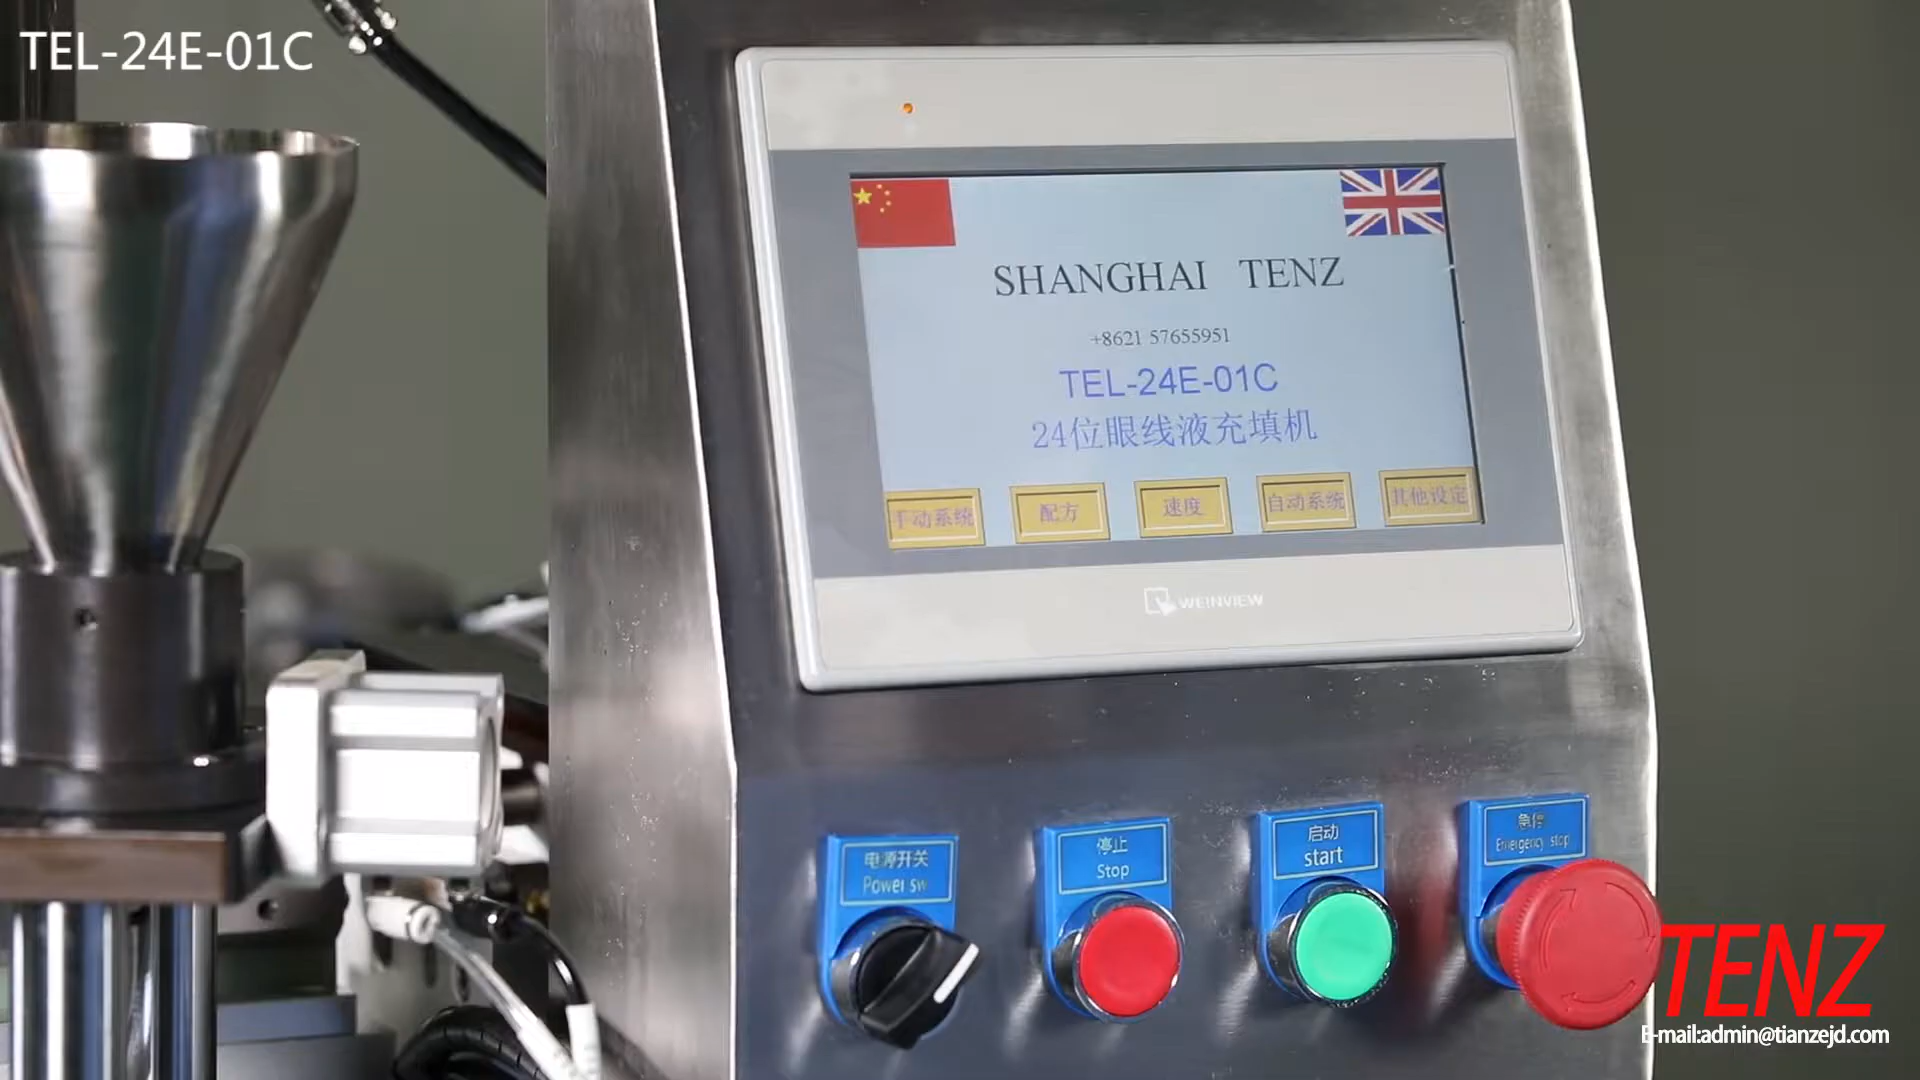 TEL-24E-01C
SHANGHAI TENZ
+8621 57655951
TEL-24E-01C
24位眼线液充填机
手动系统
配方
速度
自动系统
其他设定
WEINVIEW
电源开关
Power sw
停止
Stop
启动
start
急停
Emergency stop
TENZ
E-mail:admin@tianzejd.com